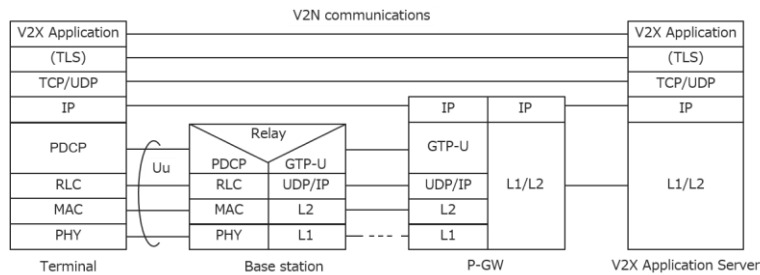 V2N communications
V2X Application
V2X Application
(TLS)
(TLS)
TCP/UDP
TCP/UDP
IP
IP
IP
IP
PDCP
Uu
Relay
PDCP
GTP-U
GTP-U
L1/L2
L1/L2
RLC
RLC
UDP/IP
UDP/IP
MAC
MAC
L2
L2
PHY
PHY
L1
L1
Terminal
Base station
P-GW
V2X Application Server